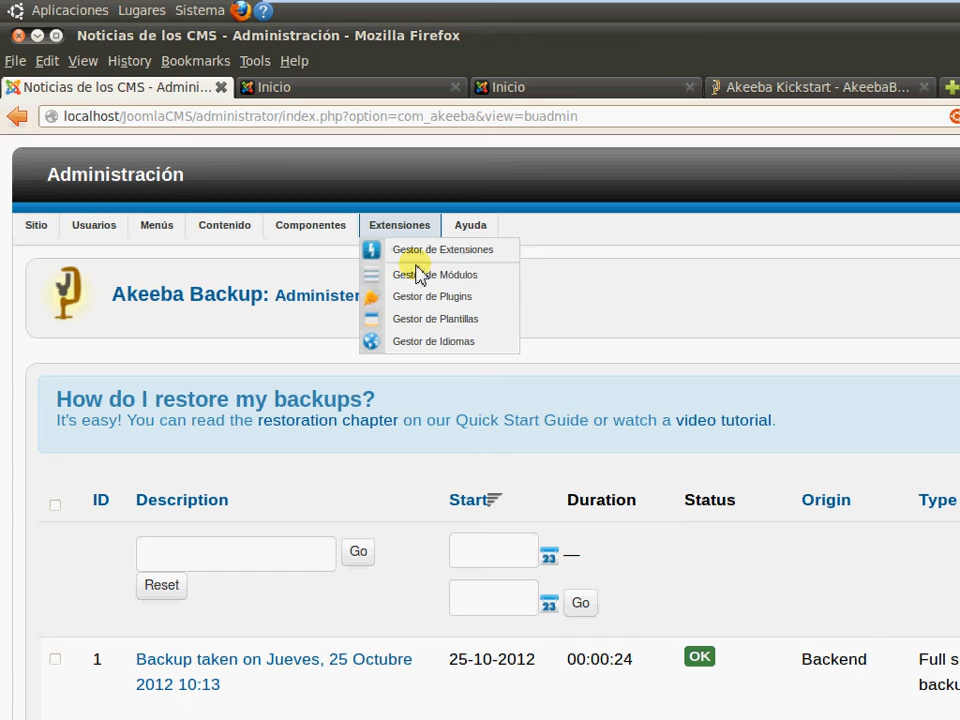 Aplicaciones Lugares Sistema
Noticias de los CMS - Administración - Mozilla Firefox
File Edit View History Bookmarks Tools Help
Noticias de los CMS - Admini... Inicio Inicio Akeeba Kickstart - AkeebaB...
localhost/JoomlaCMS/administrator/index.php?option=com_akeeba&view=buadmin
Administración
Sitio Usuarios Menús Contenido Componentes Extensiones Ayuda
Gestor de Extensiones
Gestor de Módulos
Gestor de Plugins
Gestor de Plantillas
Gestor de Idiomas
Akeeba Backup: Administer
How do I restore my backups?
It's easy! You can read the restoration chapter on our Quick Start Guide or watch a video tutorial.
ID Description Start Duration Status Origin Type
Go 23 —
Reset 23 Go
1 Backup taken on Jueves, 25 Octubre 25-10-2012 00:00:24 OK Backend Full s
2012 10:13 backu